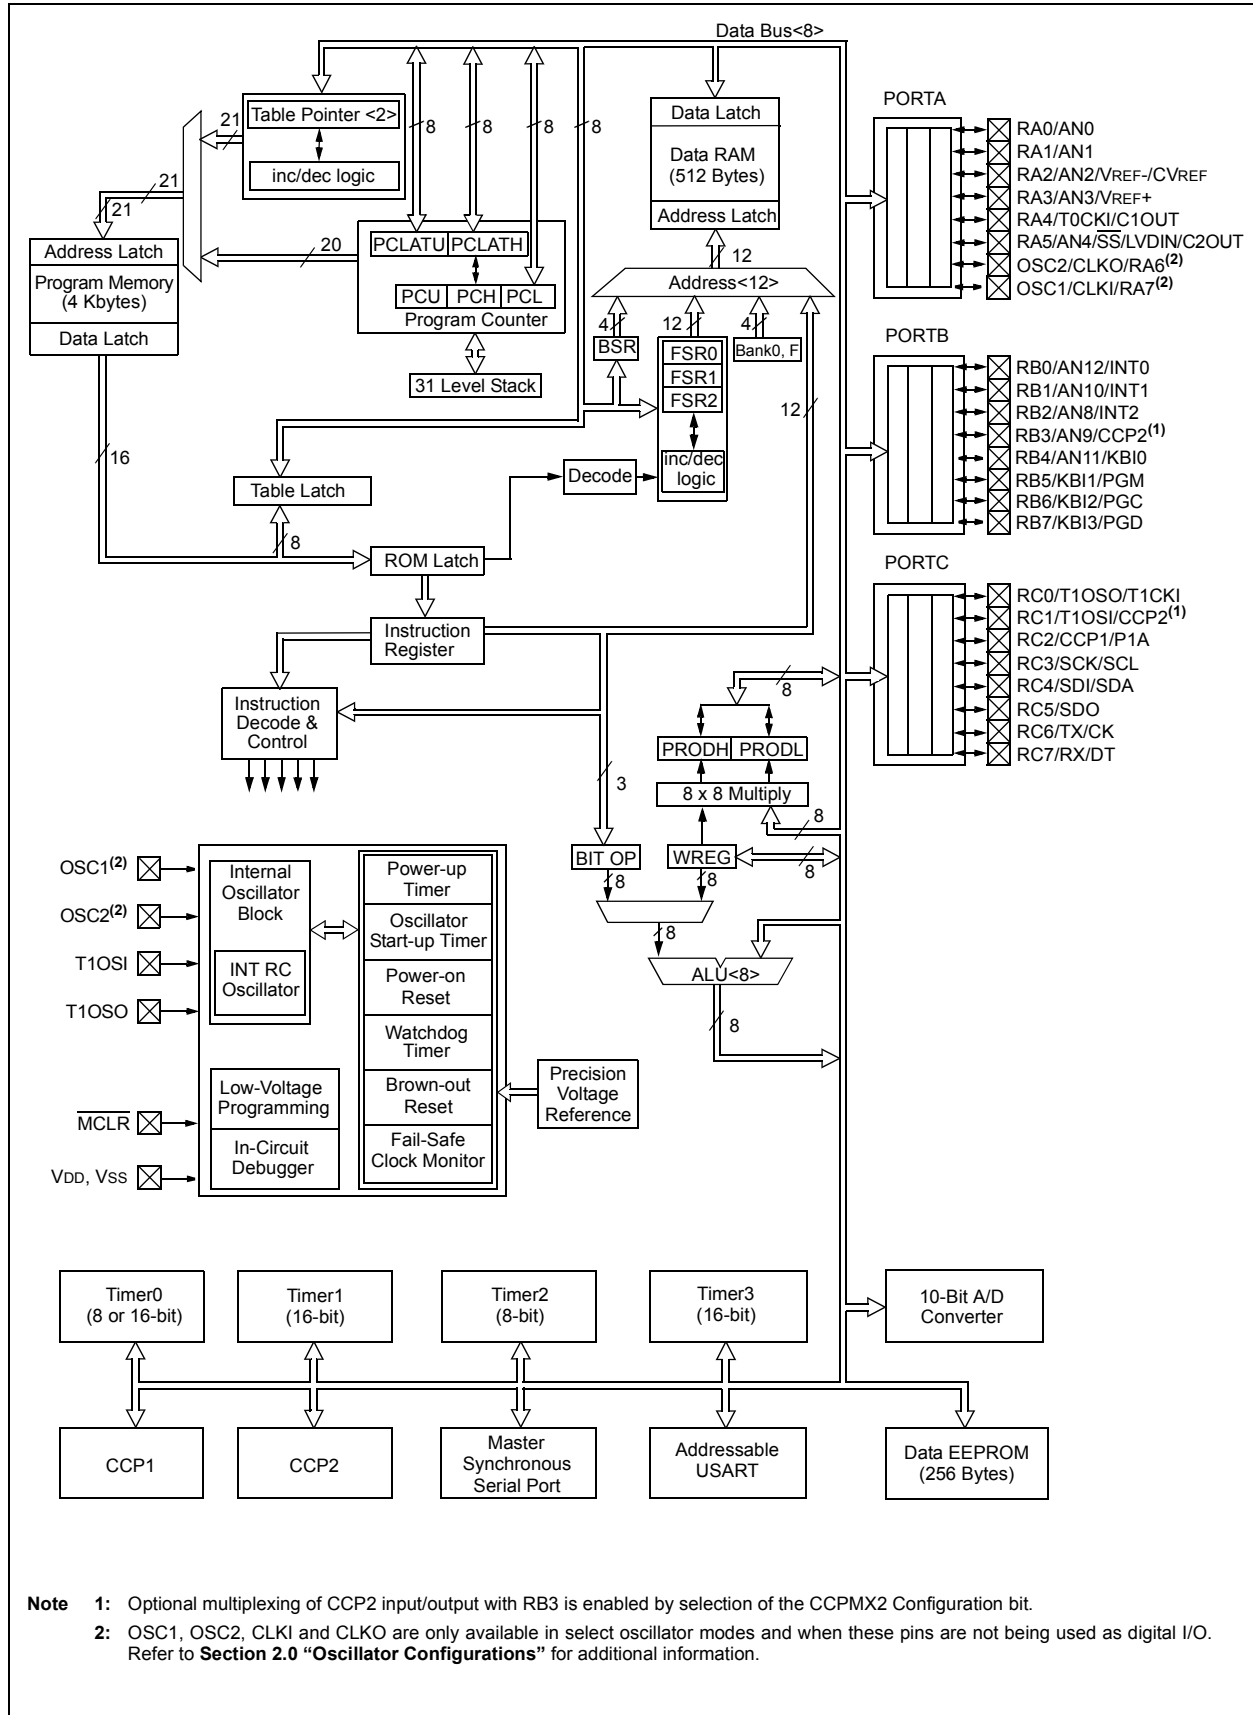 Data Bus<8>
Table Pointer <2>
inc/dec logic
21
21
21
20
8
8
8
8
Address Latch
Program Memory
(4 Kbytes)
Data Latch
PCLATU
PCLATH
PCU
PCH
PCL
Program Counter
31 Level Stack
Data Latch
Data RAM
(512 Bytes)
Address Latch
12
Address<12>
4
12
4
BSR
FSR0
FSR1
FSR2
inc/dec
logic
Bank0, F
12
16
Table Latch
8
Decode
ROM Latch
Instruction
Register
Instruction
Decode &
Control
8
PRODH
PRODL
8 x 8 Multiply
3
8
BIT OP
WREG
8
8
8
8
ALU<8>
8
PORTA
RA0/AN0
RA1/AN1
RA2/AN2/VREF-/CVREF
RA3/AN3/VREF+
RA4/T0CKI/C1OUT
RA5/AN4/SS/LVDIN/C2OUT
OSC2/CLKO/RA6(2)
OSC1/CLKI/RA7(2)
PORTB
RB0/AN12/INT0
RB1/AN10/INT1
RB2/AN8/INT2
RB3/AN9/CCP2(1)
RB4/AN11/KBI0
RB5/KBI1/PGM
RB6/KBI2/PGC
RB7/KBI3/PGD
PORTC
RC0/T1OSO/T1CKI
RC1/T1OSI/CCP2(1)
RC2/CCP1/P1A
RC3/SCK/SCL
RC4/SDI/SDA
RC5/SDO
RC6/TX/CK
RC7/RX/DT
OSC1(2)
OSC2(2)
T1OSI
T1OSO
MCLR
VDD, VSS
Internal
Oscillator
Block
INT RC
Oscillator
Low-Voltage
Programming
In-Circuit
Debugger
Power-up
Timer
Oscillator
Start-up Timer
Power-on
Reset
Watchdog
Timer
Brown-out
Reset
Fail-Safe
Clock Monitor
Precision
Voltage
Reference
Timer0
(8 or 16-bit)
Timer1
(16-bit)
Timer2
(8-bit)
Timer3
(16-bit)
10-Bit A/D
Converter
CCP1
CCP2
Master
Synchronous
Serial Port
Addressable
USART
Data EEPROM
(256 Bytes)
Note 1: Optional multiplexing of CCP2 input/output with RB3 is enabled by selection of the CCPMX2 Configuration bit.
2: OSC1, OSC2, CLKI and CLKO are only available in select oscillator modes and when these pins are not being used as digital I/O.
Refer to Section 2.0 “Oscillator Configurations” for additional information.